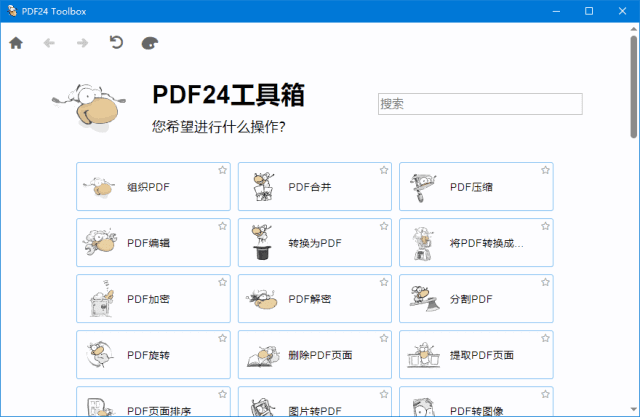 PDF24 Toolbox
PDF24工具箱
您希望进行什么操作?
搜索
组织PDF
PDF合并
PDF压缩
PDF编辑
转换为PDF
将PDF转换成...
PDF加密
PDF解密
分割PDF
PDF旋转
删除PDF页面
提取PDF页面
PDF页面排序
图片转PDF
PDF转图像